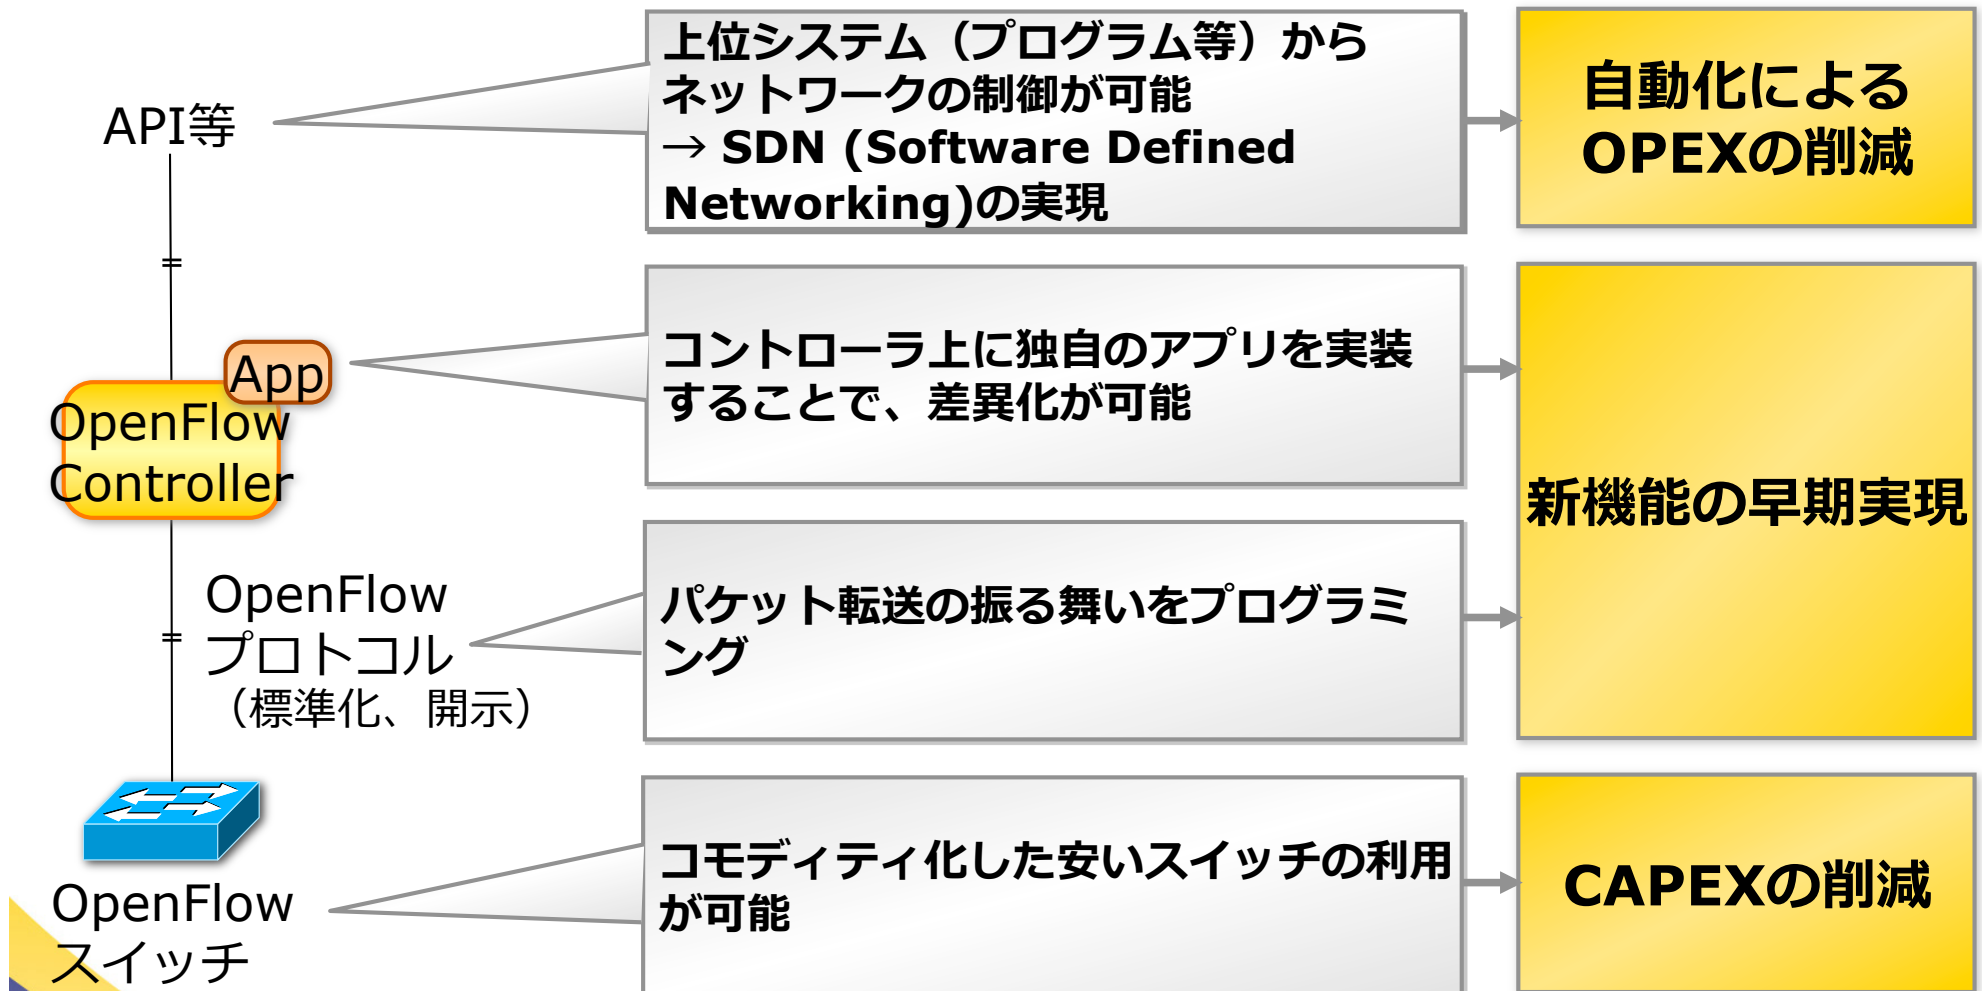 API等
上位システム（プログラム等）から
ネットワークの制御が可能
→ SDN (Software Defined
Networking)の実現
自動化による
OPEXの削減
App
OpenFlow
Controller
コントローラ上に独自のアプリを実装
することで、差異化が可能
新機能の早期実現
OpenFlow
プロトコル
（標準化、開示）
パケット転送の振る舞いをプログラミ
ング
OpenFlow
スイッチ
コモディティ化した安いスイッチの利用
が可能
CAPEXの削減